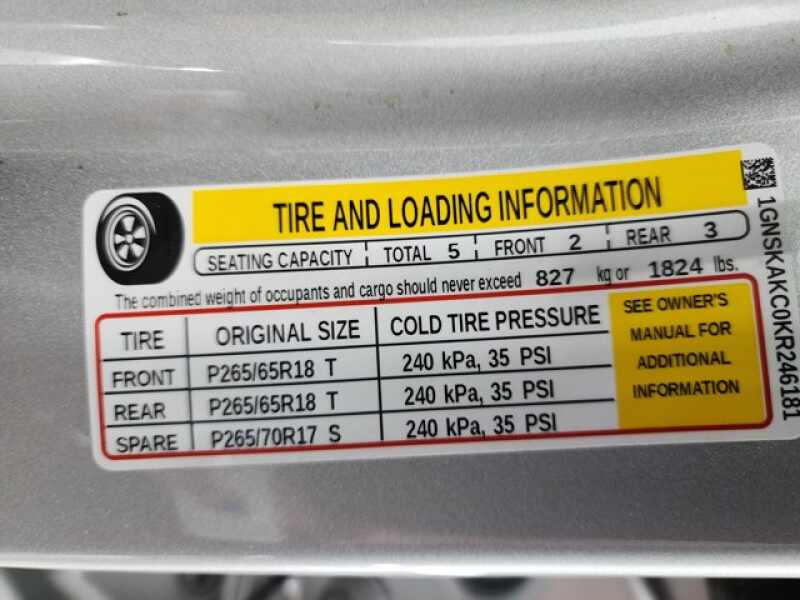 TIRE AND LOADING INFORMATION
SEATING CAPACITY TOTAL 5 FRONT 2 REAR 3
The combined weight of occupants and cargo should never exceed 827 kg or 1824 lbs.
TIRE ORIGINAL SIZE COLD TIRE PRESSURE
FRONT P265/65R18 T 240 kPa, 35 PSI
REAR P265/65R18 T 240 kPa, 35 PSI
SPARE P265/70R17 S 240 kPa, 35 PSI
SEE OWNER'S
MANUAL FOR
ADDITIONAL
INFORMATION
1GNSKAKC0KR246181